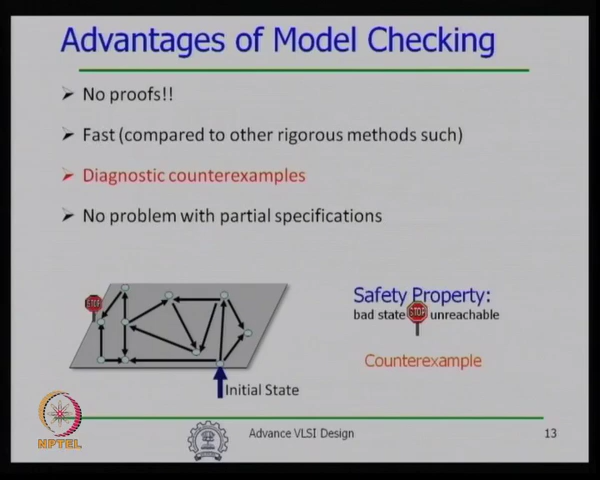 Advantages of Model Checking
No proofs!!
Fast (compared to other rigorous methods such)
Diagnostic counterexamples
No problem with partial specifications
STOP
Safety Property:
bad state STOP unreachable
Counterexample
Initial State
NPTEL
Advance VLSI Design
13